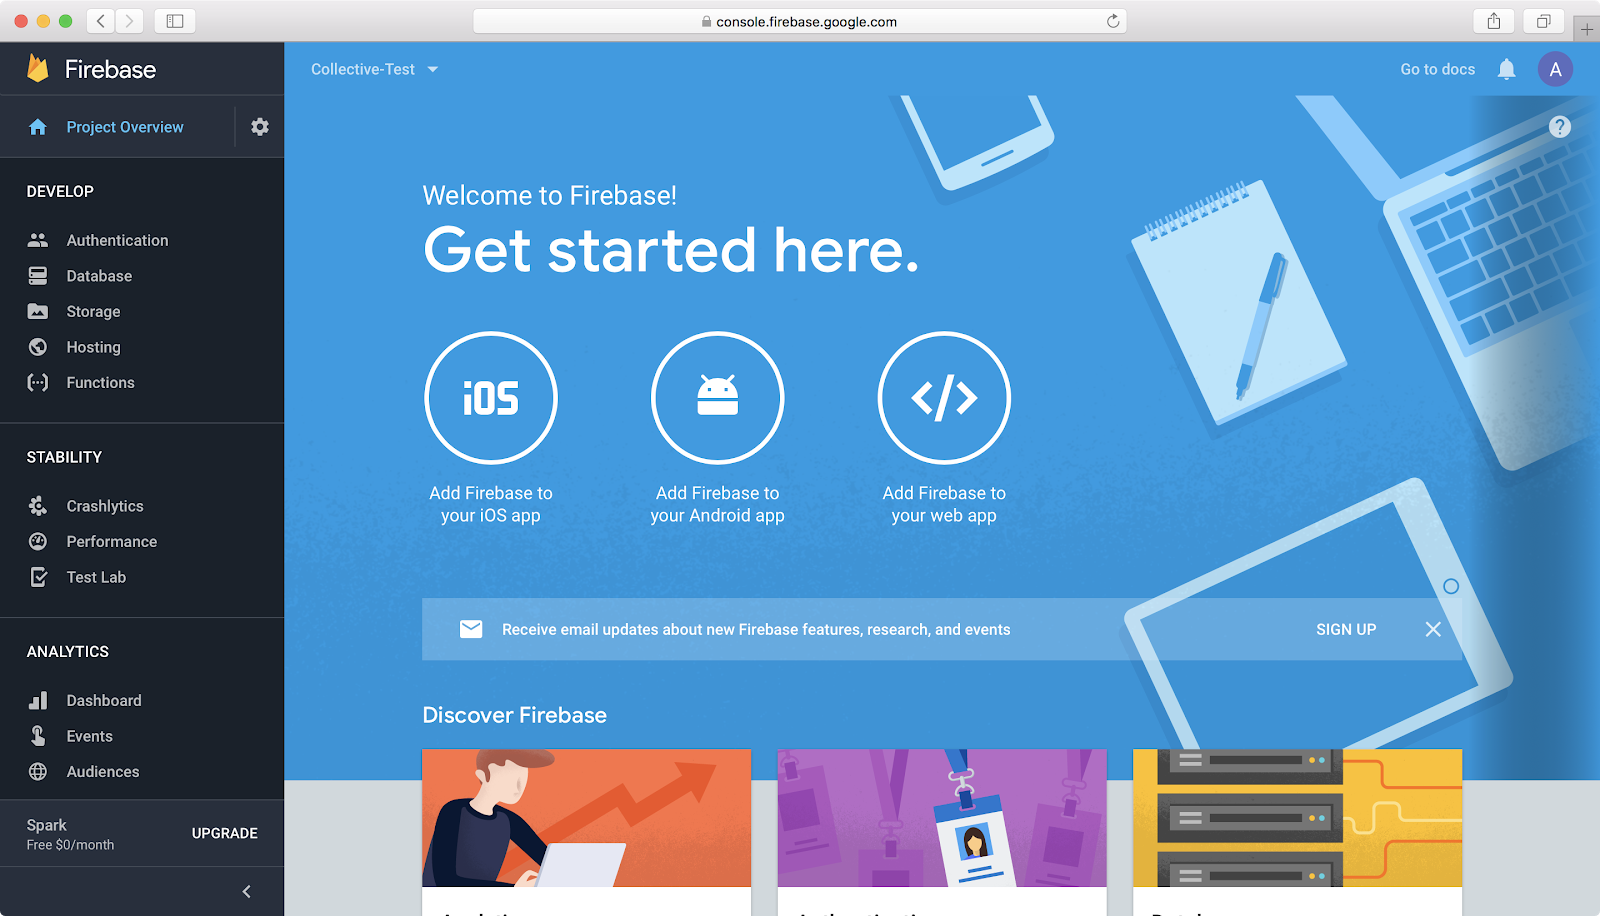 console.firebase.google.com
Firebase
Project Overview
DEVELOP
Authentication
Database
Storage
Hosting
Functions
STABILITY
Crashlytics
Performance
Test Lab
ANALYTICS
Dashboard
Events
Audiences
Spark
Free $0/month
UPGRADE
Collective-Test
Go to docs
A
?
Welcome to Firebase!
Get started here.
iOS
</>
Add Firebase to
your iOS app
Add Firebase to
your Android app
Add Firebase to
your web app
Receive email updates about new Firebase features, research, and events
SIGN UP
Discover Firebase